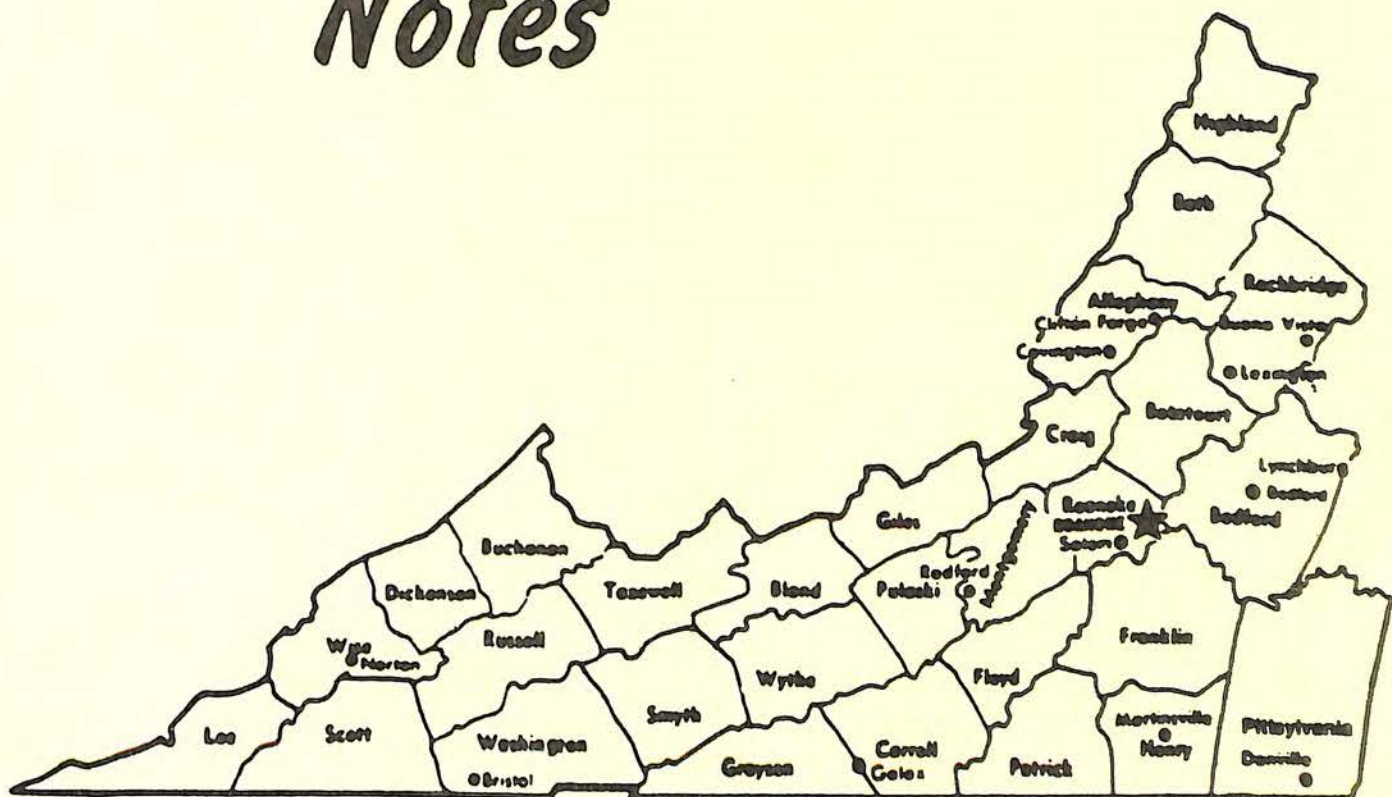 Notes
Highland
Bath
Rockbridge
Alleghany
Clifton Forge
Buena Vista
Covington
Lexington
Botetourt
Craig
Lynchburg
Bedford
Bedford
Roanoke
ROANOKE
Salem
Giles
Montgomery
Radford
Pulaski
Buchanan
Dickenson
Tazewell
Bland
Russell
Wise
Norton
Franklin
Wythe
Floyd
Smyth
Lee
Scott
Washington
Bristol
Grayson
Carroll
Galax
Patrick
Martinsville
Henry
Pittsylvania
Danville